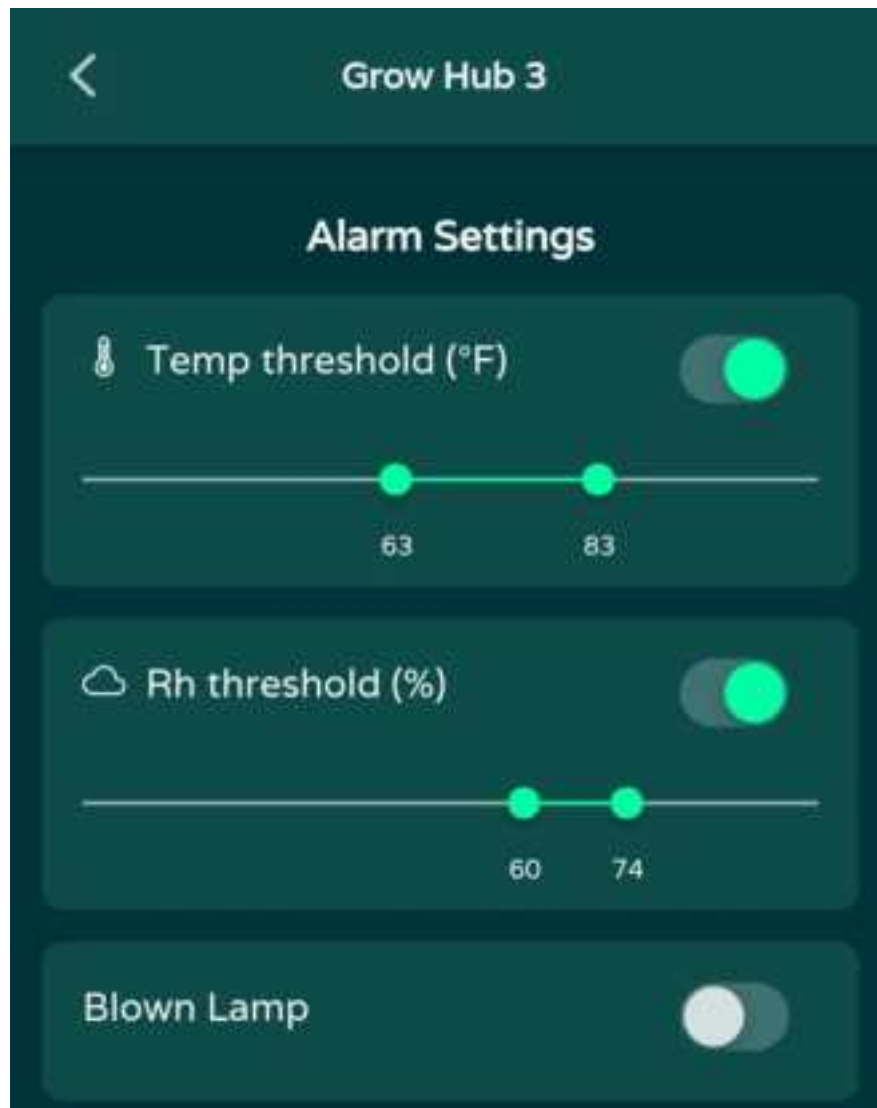 Grow Hub 3
Alarm Settings
Temp threshold (°F)
63 83
Rh threshold (%)
60 74
Blown Lamp